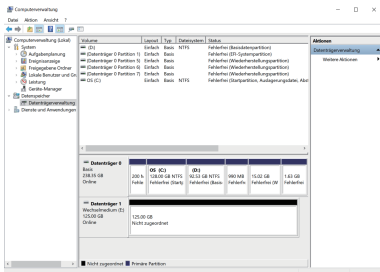 Computerverwaltung
Datei Aktion Ansicht ?
Computerverwaltung (Lokal)
System
Aufgabenplanung
Ereignisanzeige
Freigegebene Ordner
Lokale Benutzer und Gr
Leistung
Geräte-Manager
Datenspeicher
Datenträgerverwaltung
Dienste und Anwendungen
Volume Layout Typ Dateisystem Status
(D:) Einfach Basis NTFS Fehlerfrei (Basisdatenpartition)
(Datenträger 0 Partition 1) Einfach Basis Fehlerfrei (EFI-Systempartition)
(Datenträger 0 Partition 5) Einfach Basis Fehlerfrei (Wiederherstellungspartition)
(Datenträger 0 Partition 6) Einfach Basis Fehlerfrei (Wiederherstellungspartition)
(Datenträger 0 Partition 7) Einfach Basis Fehlerfrei (Wiederherstellungspartition)
OS (C:) Einfach Basis NTFS Fehlerfrei (Startpartition, Auslagerungsdatei, Abst
Aktionen
Datenträgerverwaltung
Weitere Aktionen
Datenträger 0
Basis
238.35 GB
Online
200 M
Fehle
OS (C:)
128.00 GB NTFS
Fehlerfrei (Startp
(D:)
92.53 GB NTFS
Fehlerfrei (Basis
990 MB
Fehlerfre
15.02 GB
Fehlerfrei (W
1.63 GB
Fehlerfrei
Datenträger 1
Wechselmedium (E:)
125.00 GB
Online
125.00 GB
Nicht zugeordnet
Nicht zugeordnet Primäre Partition